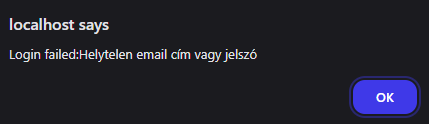 localhost says
Login failed:Helytelen email cím vagy jelszó
OK